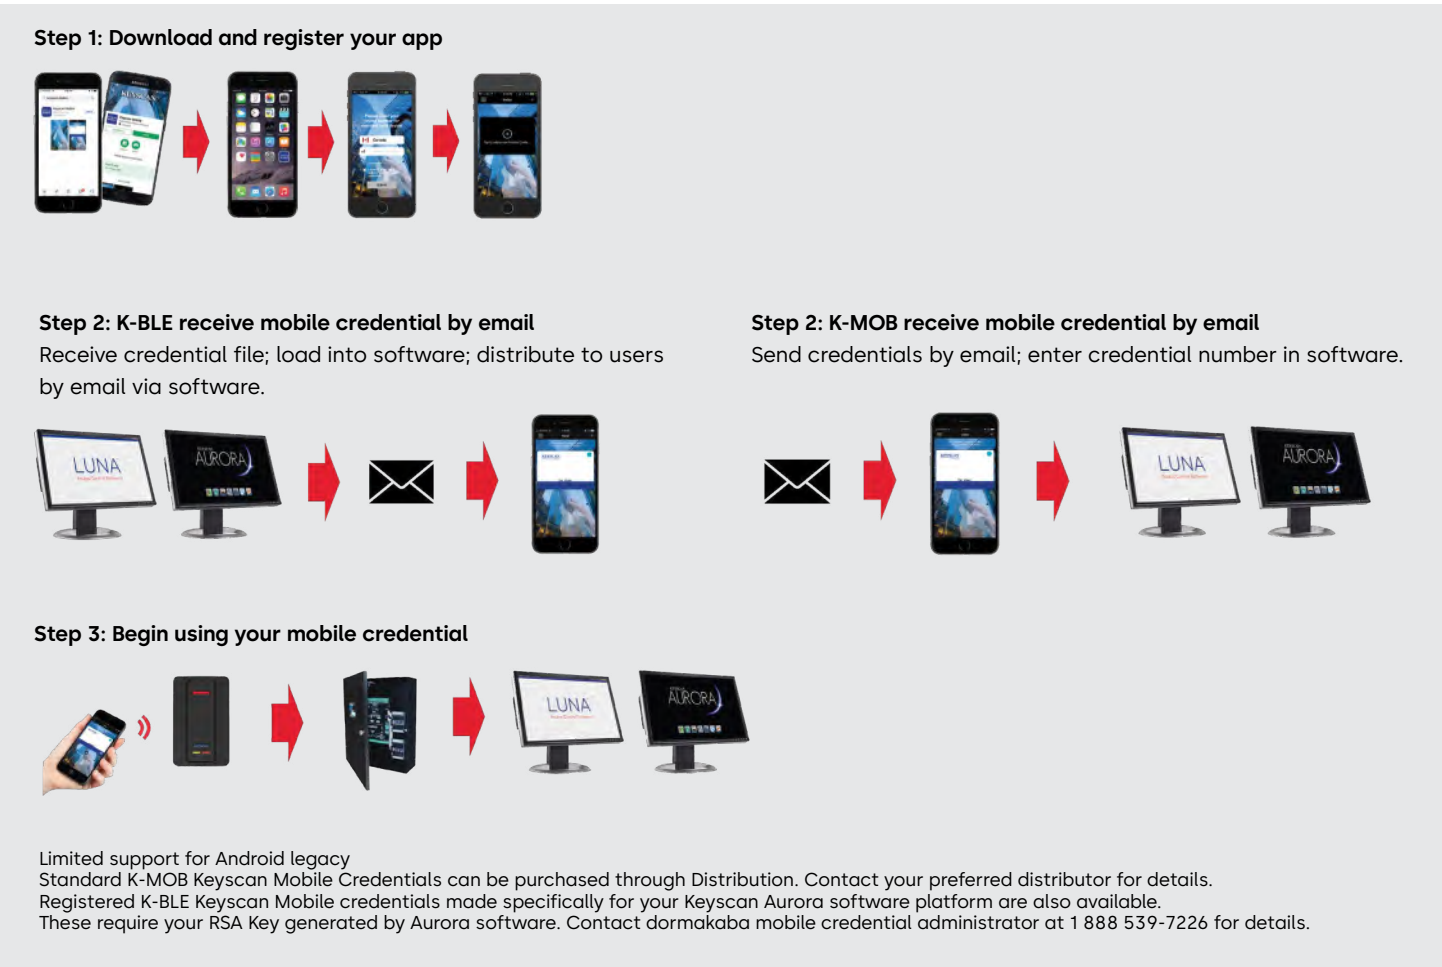 Step 1: Download and register your app
KEYSCAN
Step 2: K-BLE receive mobile credential by email
Receive credential file; load into software; distribute to users
by email via software.
LUNA
AURORA
Step 2: K-MOB receive mobile credential by email
Send credentials by email; enter credential number in software.
LUNA
AURORA
Step 3: Begin using your mobile credential
LUNA
AURORA
Limited support for Android legacy
Standard K-MOB Keyscan Mobile Credentials can be purchased through Distribution. Contact your preferred distributor for details.
Registered K-BLE Keyscan Mobile credentials made specifically for your Keyscan Aurora software platform are also available.
These require your RSA Key generated by Aurora software. Contact dormakaba mobile credential administrator at 1 888 539-7226 for details.